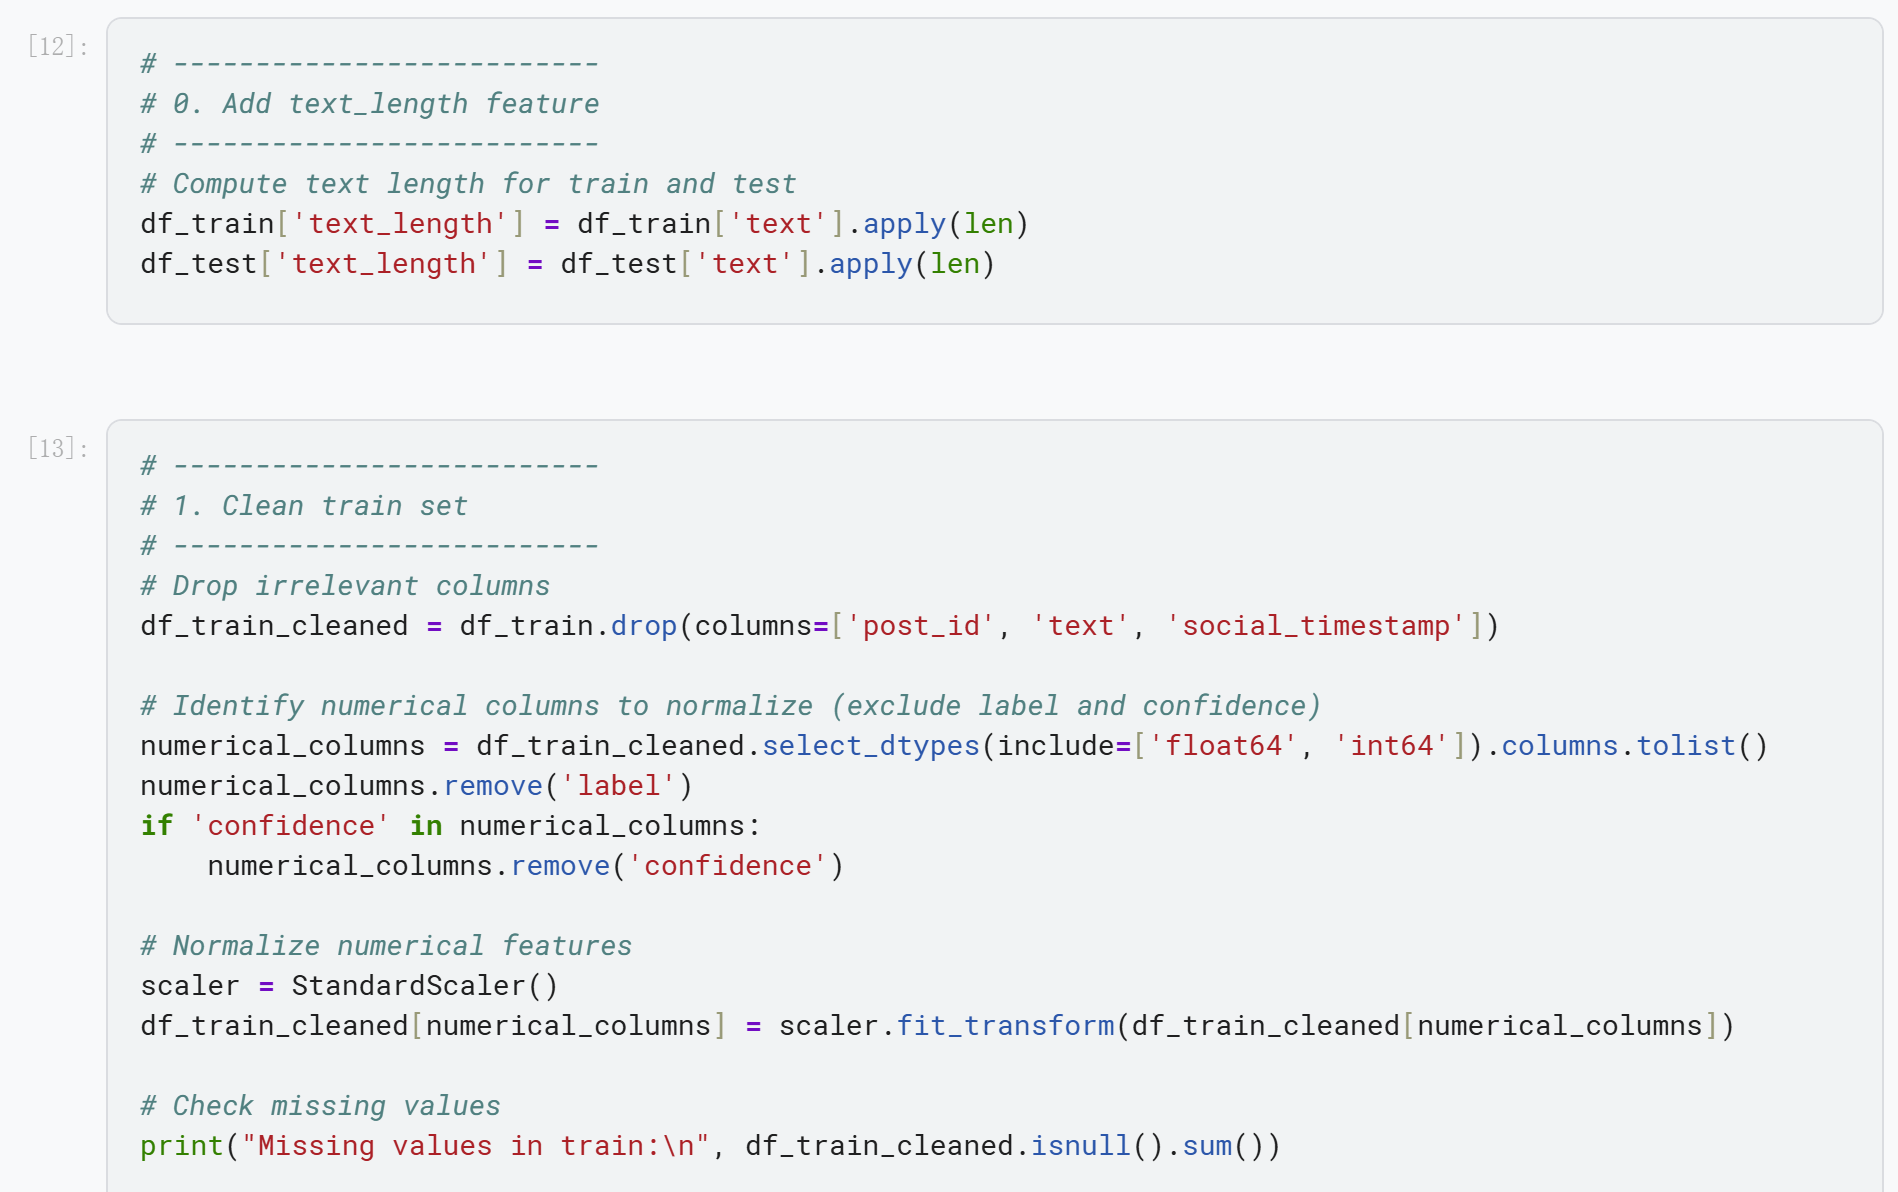 [12]:
# --------------------------
# 0. Add text_length feature
# --------------------------
# Compute text length for train and test
df_train['text_length'] = df_train['text'].apply(len)
df_test['text_length'] = df_test['text'].apply(len)
[13]:
# --------------------------
# 1. Clean train set
# --------------------------
# Drop irrelevant columns
df_train_cleaned = df_train.drop(columns=['post_id', 'text', 'social_timestamp'])
# Identify numerical columns to normalize (exclude label and confidence)
numerical_columns = df_train_cleaned.select_dtypes(include=['float64', 'int64']).columns.tolist()
numerical_columns.remove('label')
if 'confidence' in numerical_columns:
    numerical_columns.remove('confidence')
# Normalize numerical features
scaler = StandardScaler()
df_train_cleaned[numerical_columns] = scaler.fit_transform(df_train_cleaned[numerical_columns])
# Check missing values
print("Missing values in train:\n", df_train_cleaned.isnull().sum())